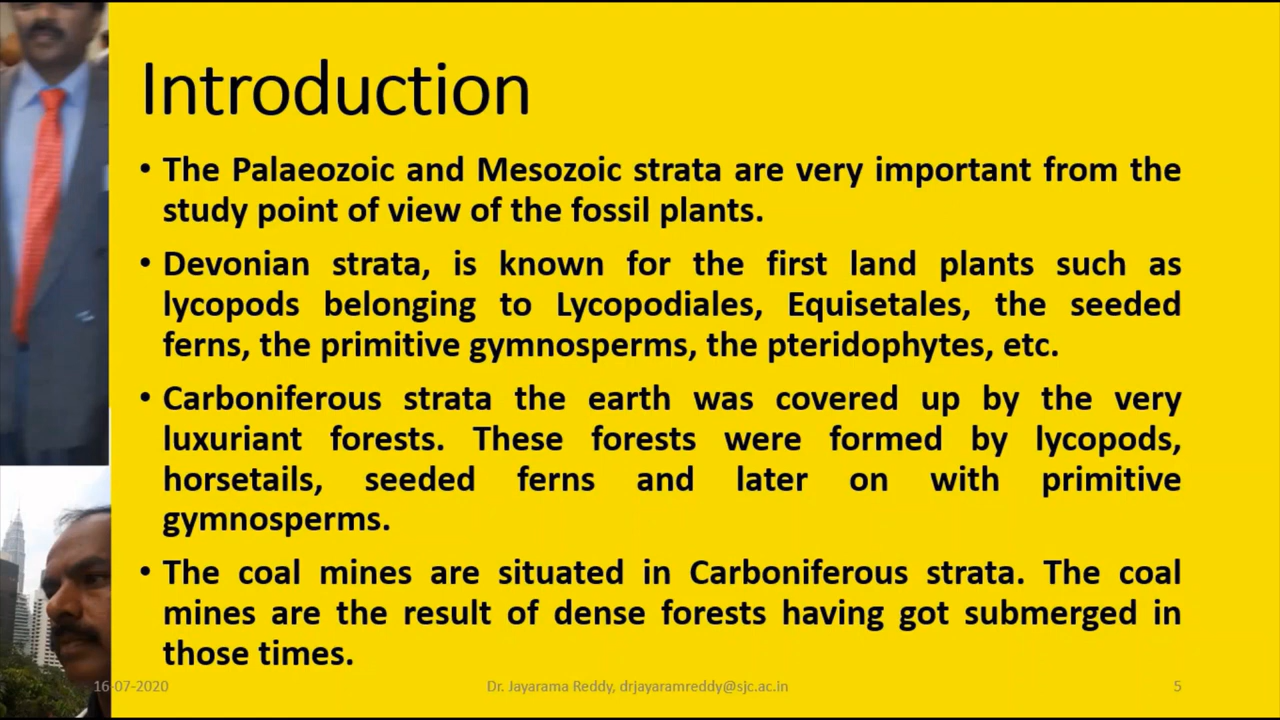 Introduction
• The Palaeozoic and Mesozoic strata are very important from the
study point of view of the fossil plants.
• Devonian strata, is known for the first land plants such as
lycopods belonging to Lycopodiales, Equisetales, the seeded
ferns, the primitive gymnosperms, the pteridophytes, etc.
• Carboniferous strata the earth was covered up by the very
luxuriant forests. These forests were formed by lycopods,
horsetails, seeded ferns and later on with primitive
gymnosperms.
• The coal mines are situated in Carboniferous strata. The coal
mines are the result of dense forests having got submerged in
those times.
16-07-2020 Dr. Jayarama Reddy, drjayaramreddy@sjc.ac.in 5